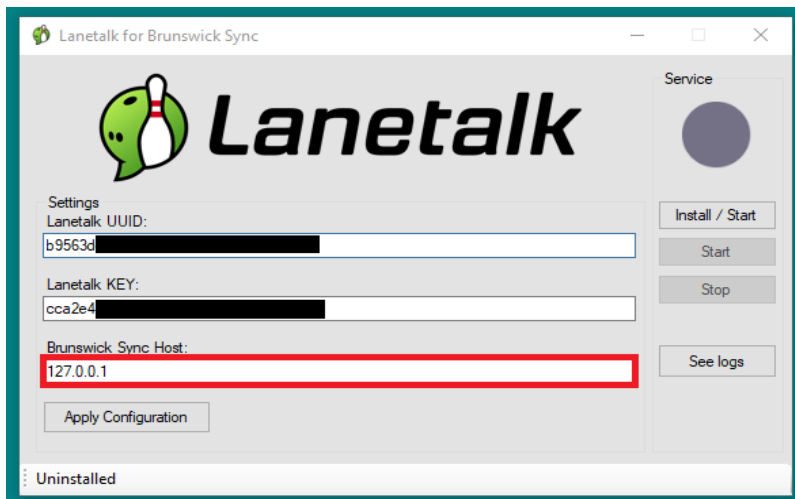 Lanetalk for Brunswick Sync
Lanetalk
Service
Settings
Lanetalk UUID:
b9563d
Lanetalk KEY:
cca2e4
Brunswick Sync Host:
127.0.0.1
Apply Configuration
Install / Start
Start
Stop
See logs
Uninstalled